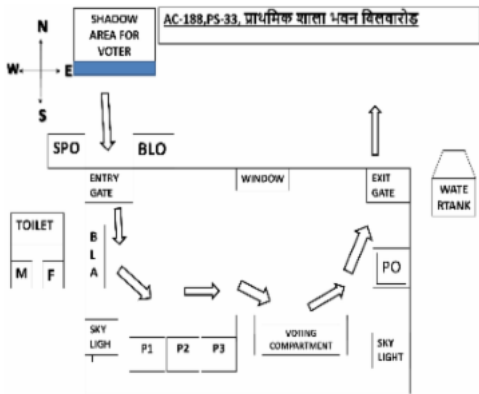 SHADOW
AREA FOR
VOTER
AC-188,PS-33, प्राथमिक शाला भवन बिलवारोड
N
W
E
S
SPO
BLO
ENTRY
GATE
WINDOW
EXIT
GATE
WATE
RTANK
TOILET
M
F
B
L
A
PO
SKY
LIGH
T
P1
P2
P3
VOTING
COMPARTMENT
SKY
LIGHT